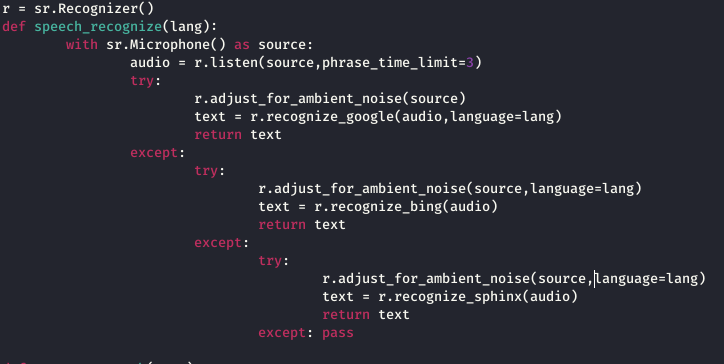 r = sr.Recognizer()
def speech_recognize(lang):
        with sr.Microphone() as source:
                audio = r.listen(source,phrase_time_limit=3)
                try:
                        r.adjust_for_ambient_noise(source)
                        text = r.recognize_google(audio,language=lang)
                        return text
                except:
                        try:
                                r.adjust_for_ambient_noise(source,language=lang)
                                text = r.recognize_bing(audio)
                                return text
                        except:
                                try:
                                        r.adjust_for_ambient_noise(source,language=lang)
                                        text = r.recognize_sphinx(audio)
                                        return text
                                except: pass